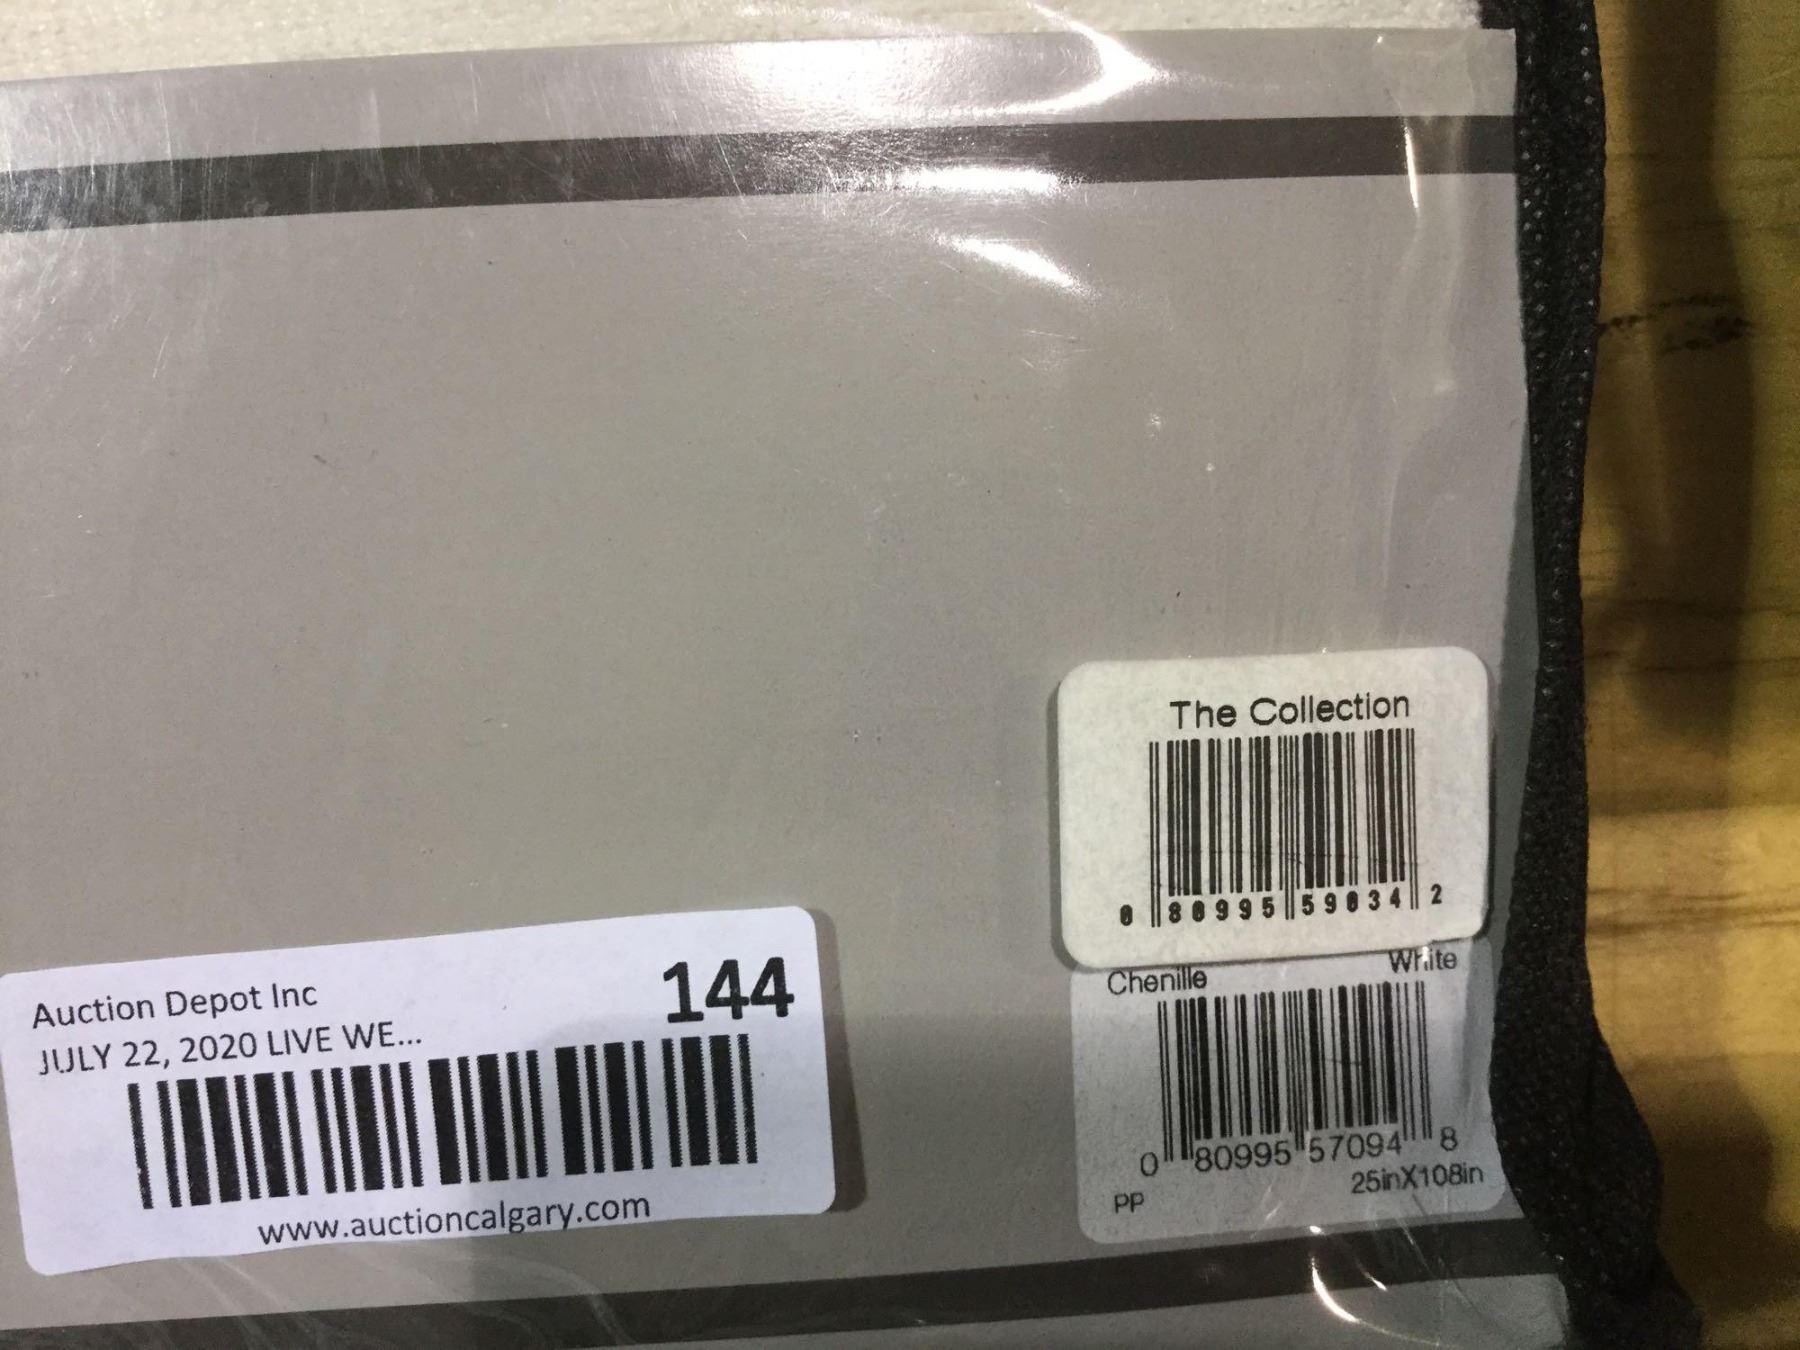 The Collection
0 80995 59034 2
Chenille White
0 80995 57094 8
PP 25inX108in
Auction Depot Inc 144
JULY 22, 2020 LIVE WE...
www.auctioncalgary.com